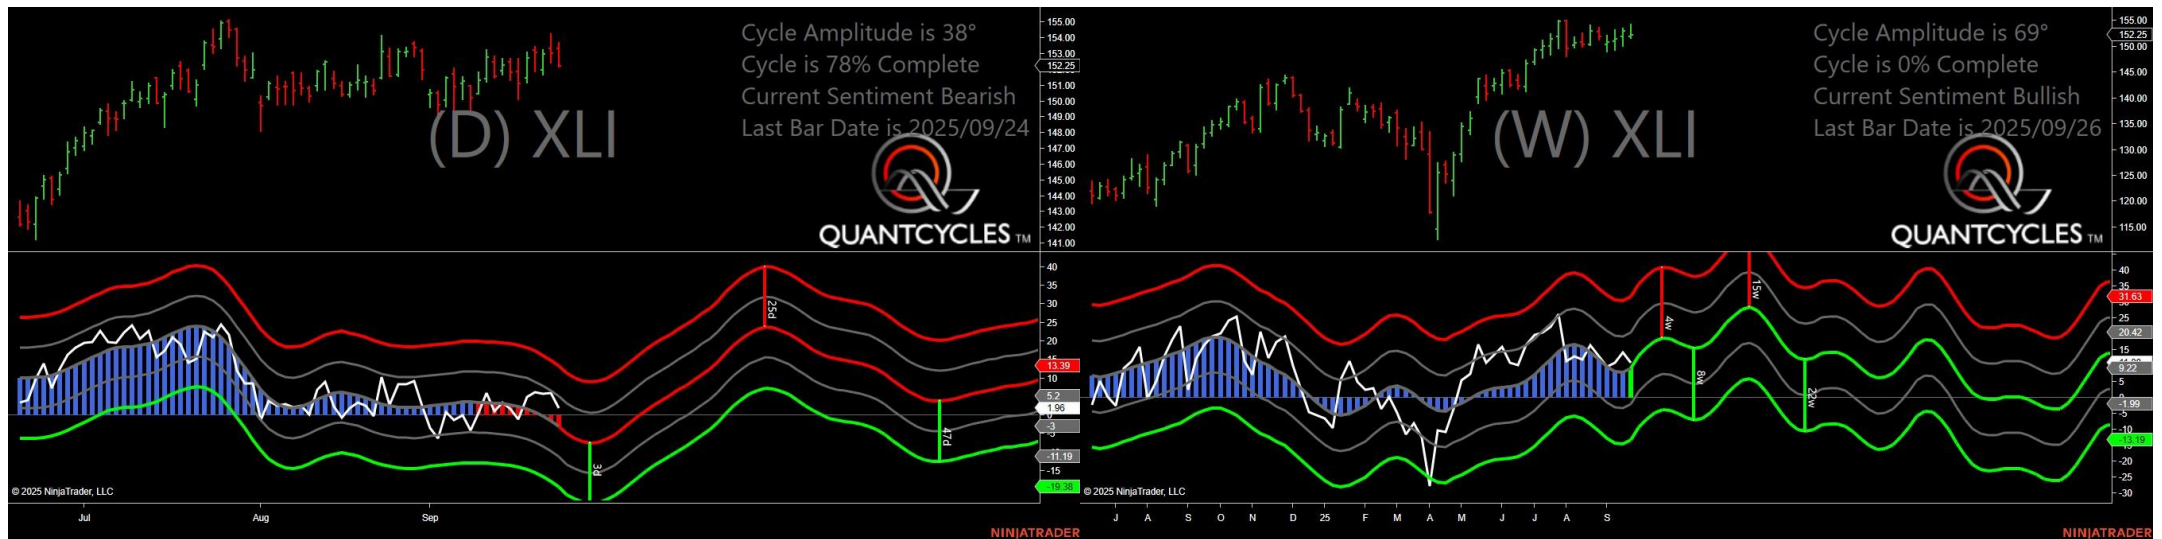 Cycle Amplitude is 38°
Cycle is 78% Complete
Current Sentiment Bearish
Last Bar Date is 2025/09/24
(D) XLI
QUANTCYCLES TM
155.00
154.00
153.00
152.25
151.00
150.00
149.00
148.00
147.00
146.00
145.00
144.00
143.00
142.00
141.00
40
35
30
25
20
15
13.39
10
5.2
1.96
-3
-5
-11.19
-15
-19.38
25d
3d
47d
© 2025 NinjaTrader, LLC
Jul
Aug
Sep
NINJATRADER
Cycle Amplitude is 69°
Cycle is 0% Complete
Current Sentiment Bullish
Last Bar Date is 2025/09/26
(W) XLI
QUANTCYCLES TM
155.00
152.25
150.00
145.00
140.00
135.00
130.00
125.00
120.00
115.00
40
35
31.63
25
20.42
15
9.22
5
-1.99
-5
-10
-13.19
-20
-25
-30
4w
15w
8w
22w
© 2025 NinjaTrader, LLC
J
A
S
O
N
D
25
F
M
A
M
J
J
A
S
NINJATRADER